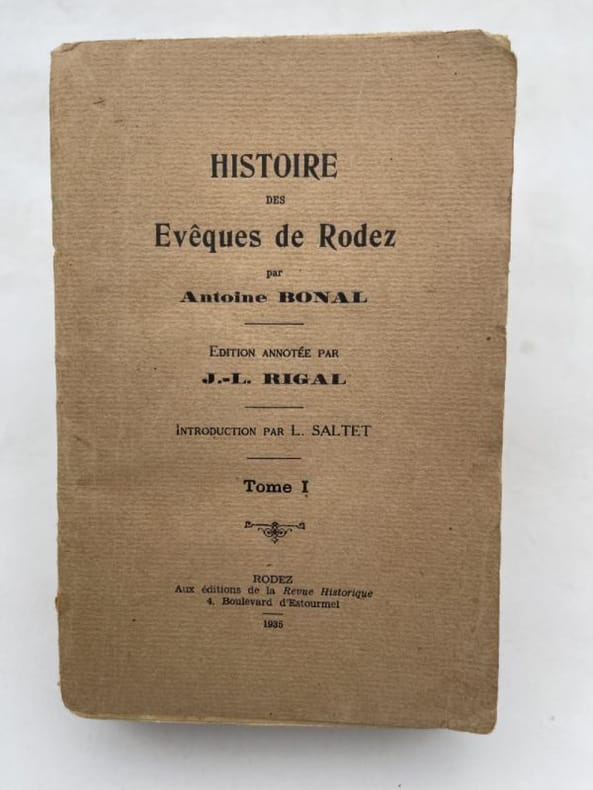 HISTOIRE
DES
Evêques de Rodez
par
Antoine BONAL
EDITION ANNOTÉE PAR
J.-L. RIGAL
INTRODUCTION PAR L. SALTET
Tome I
RODEZ
Aux éditions de la Revue Historique
4, Boulevard d'Estourmel
1935